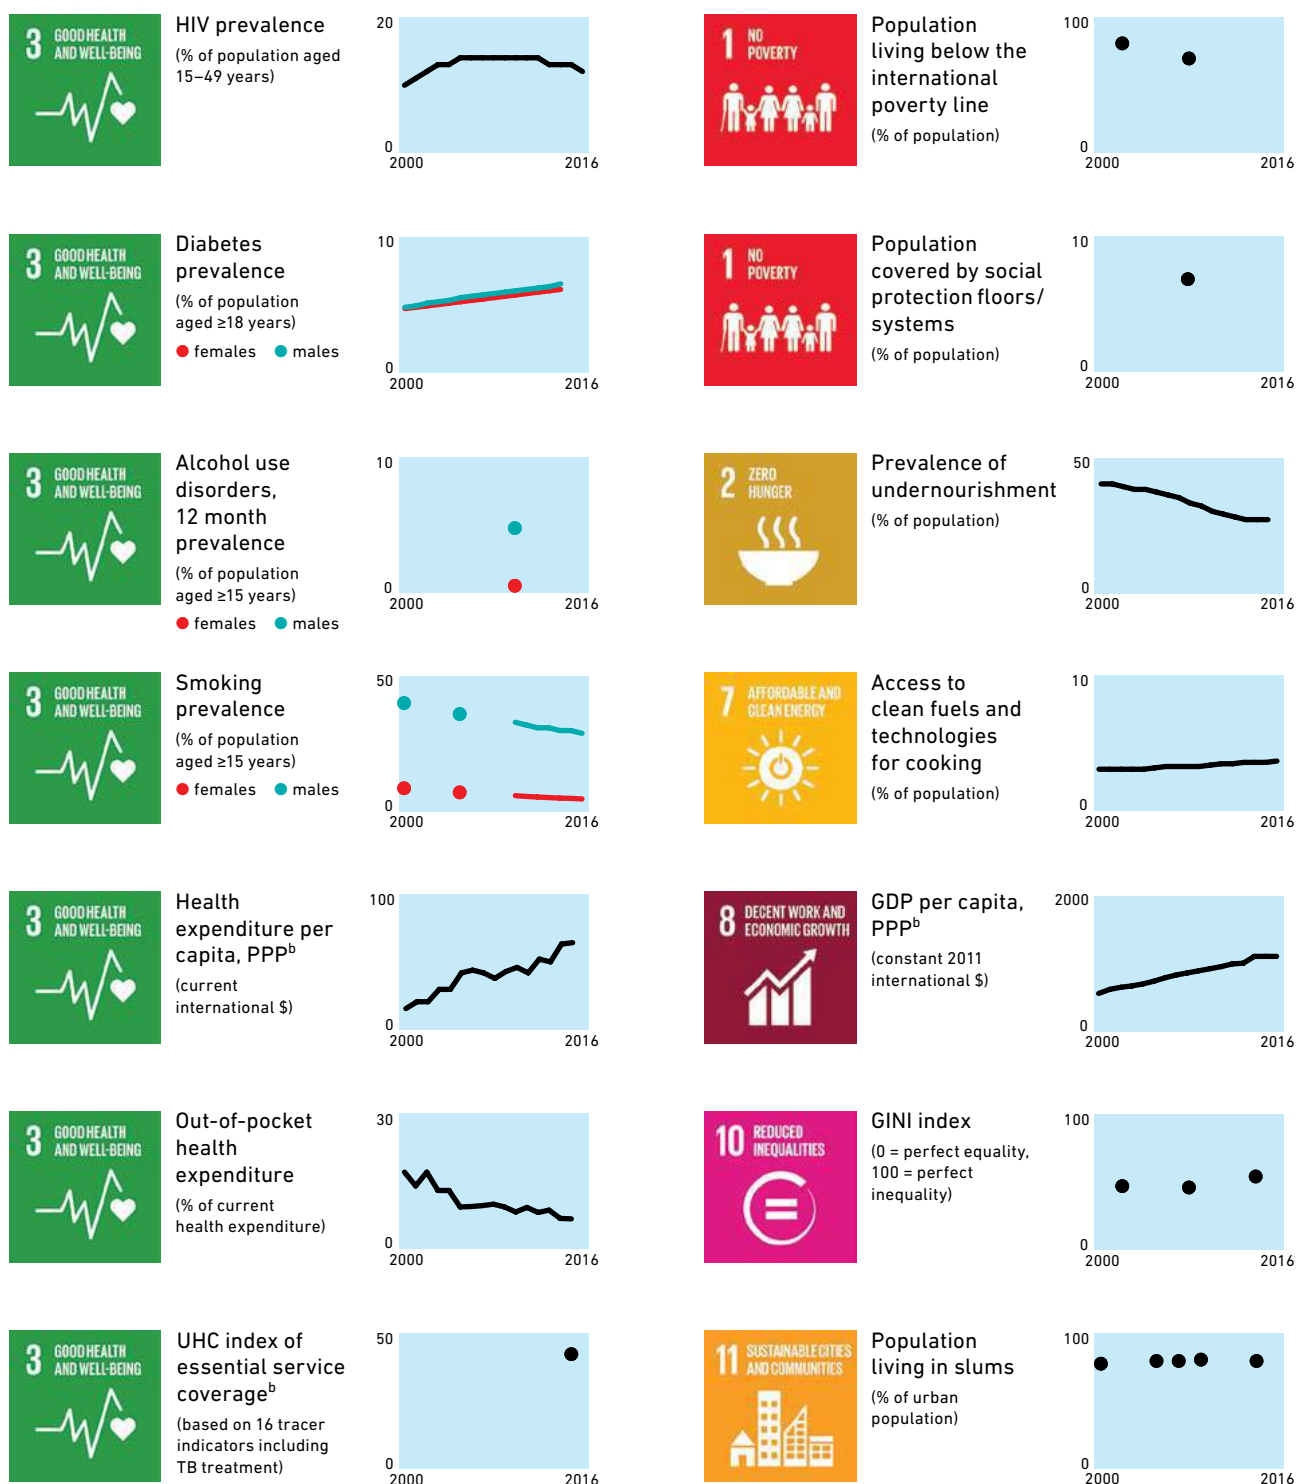 3 GOOD HEALTH
AND WELL-BEING
HIV prevalence
(% of population aged
15–49 years)
20
0
2000 2016
3 GOOD HEALTH
AND WELL-BEING
Diabetes
prevalence
(% of population
aged ≥18 years)
females males
10
0
2000 2016
3 GOOD HEALTH
AND WELL-BEING
Alcohol use
disorders,
12 month
prevalence
(% of population
aged ≥15 years)
females males
10
0
2000 2016
3 GOOD HEALTH
AND WELL-BEING
Smoking
prevalence
(% of population
aged ≥15 years)
females males
50
0
2000 2016
3 GOOD HEALTH
AND WELL-BEING
Health
expenditure per
capita, PPPb
(current
international $)
100
0
2000 2016
3 GOOD HEALTH
AND WELL-BEING
Out-of-pocket
health
expenditure
(% of current
health expenditure)
30
0
2000 2016
3 GOOD HEALTH
AND WELL-BEING
UHC index of
essential service
coverageb
(based on 16 tracer
indicators including
TB treatment)
50
0
2000 2016
1 NO
POVERTY
Population
living below the
international
poverty line
(% of population)
100
0
2000 2016
1 NO
POVERTY
Population
covered by social
protection floors/
systems
(% of population)
10
0
2000 2016
2 ZERO
HUNGER
Prevalence of
undernourishment
(% of population)
50
0
2000 2016
7 AFFORDABLE AND
CLEAN ENERGY
Access to
clean fuels and
technologies
for cooking
(% of population)
10
0
2000 2016
8 DECENT WORK AND
ECONOMIC GROWTH
GDP per capita,
PPPb
(constant 2011
international $)
2000
0
2000 2016
10 REDUCED
INEQUALITIES
GINI index
(0 = perfect equality,
100 = perfect
inequality)
100
0
2000 2016
11 SUSTAINABLE CITIES
AND COMMUNITIES
Population
living in slums
(% of urban
population)
100
0
2000 2016